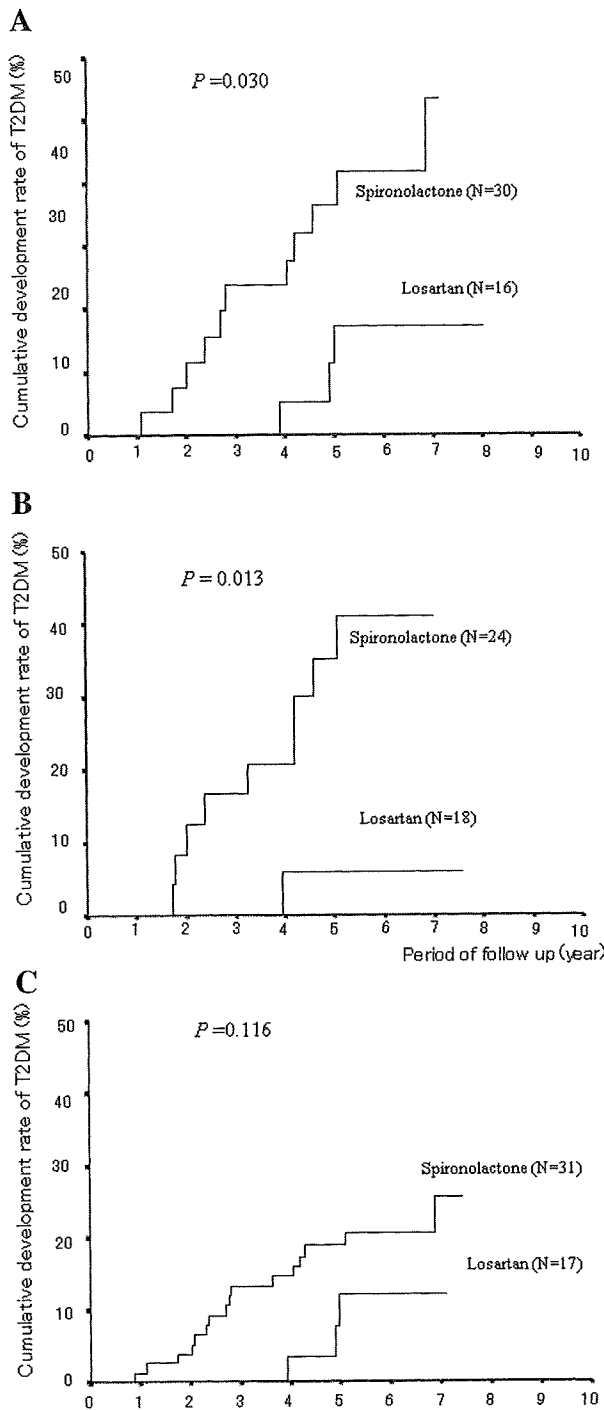 A
Cumulative development rate of T2DM (%)
50
40
30
20
10
0
P =0.030
Spironolactone (N=30)
Losartan (N=16)
0 1 2 3 4 5 6 7 8 9 10
B
Cumulative development rate of T2DM (%)
50
40
30
20
10
0
P = 0.013
Spironolactone (N=24)
Losartan (N=18)
0 1 2 3 4 5 6 7 8 9 10
Period of follow up (year)
C
Cumulative development rate of T2DM (%)
50
40
30
20
10
0
P =0.116
Spironolactone (N=31)
Losartan (N=17)
0 1 2 3 4 5 6 7 8 9 10